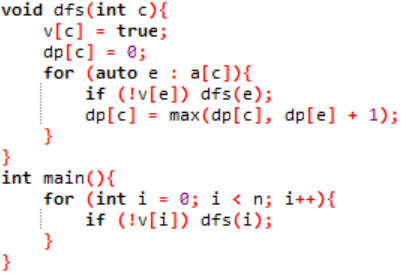 void dfs(int c){
    v[c] = true;
    dp[c] = 0;
    for (auto e : a[c]){
        if (!v[e]) dfs(e);
        dp[c] = max(dp[c], dp[e] + 1);
    }
}
int main(){
    for (int i = 0; i < n; i++){
        if (!v[i]) dfs(i);
    }
}